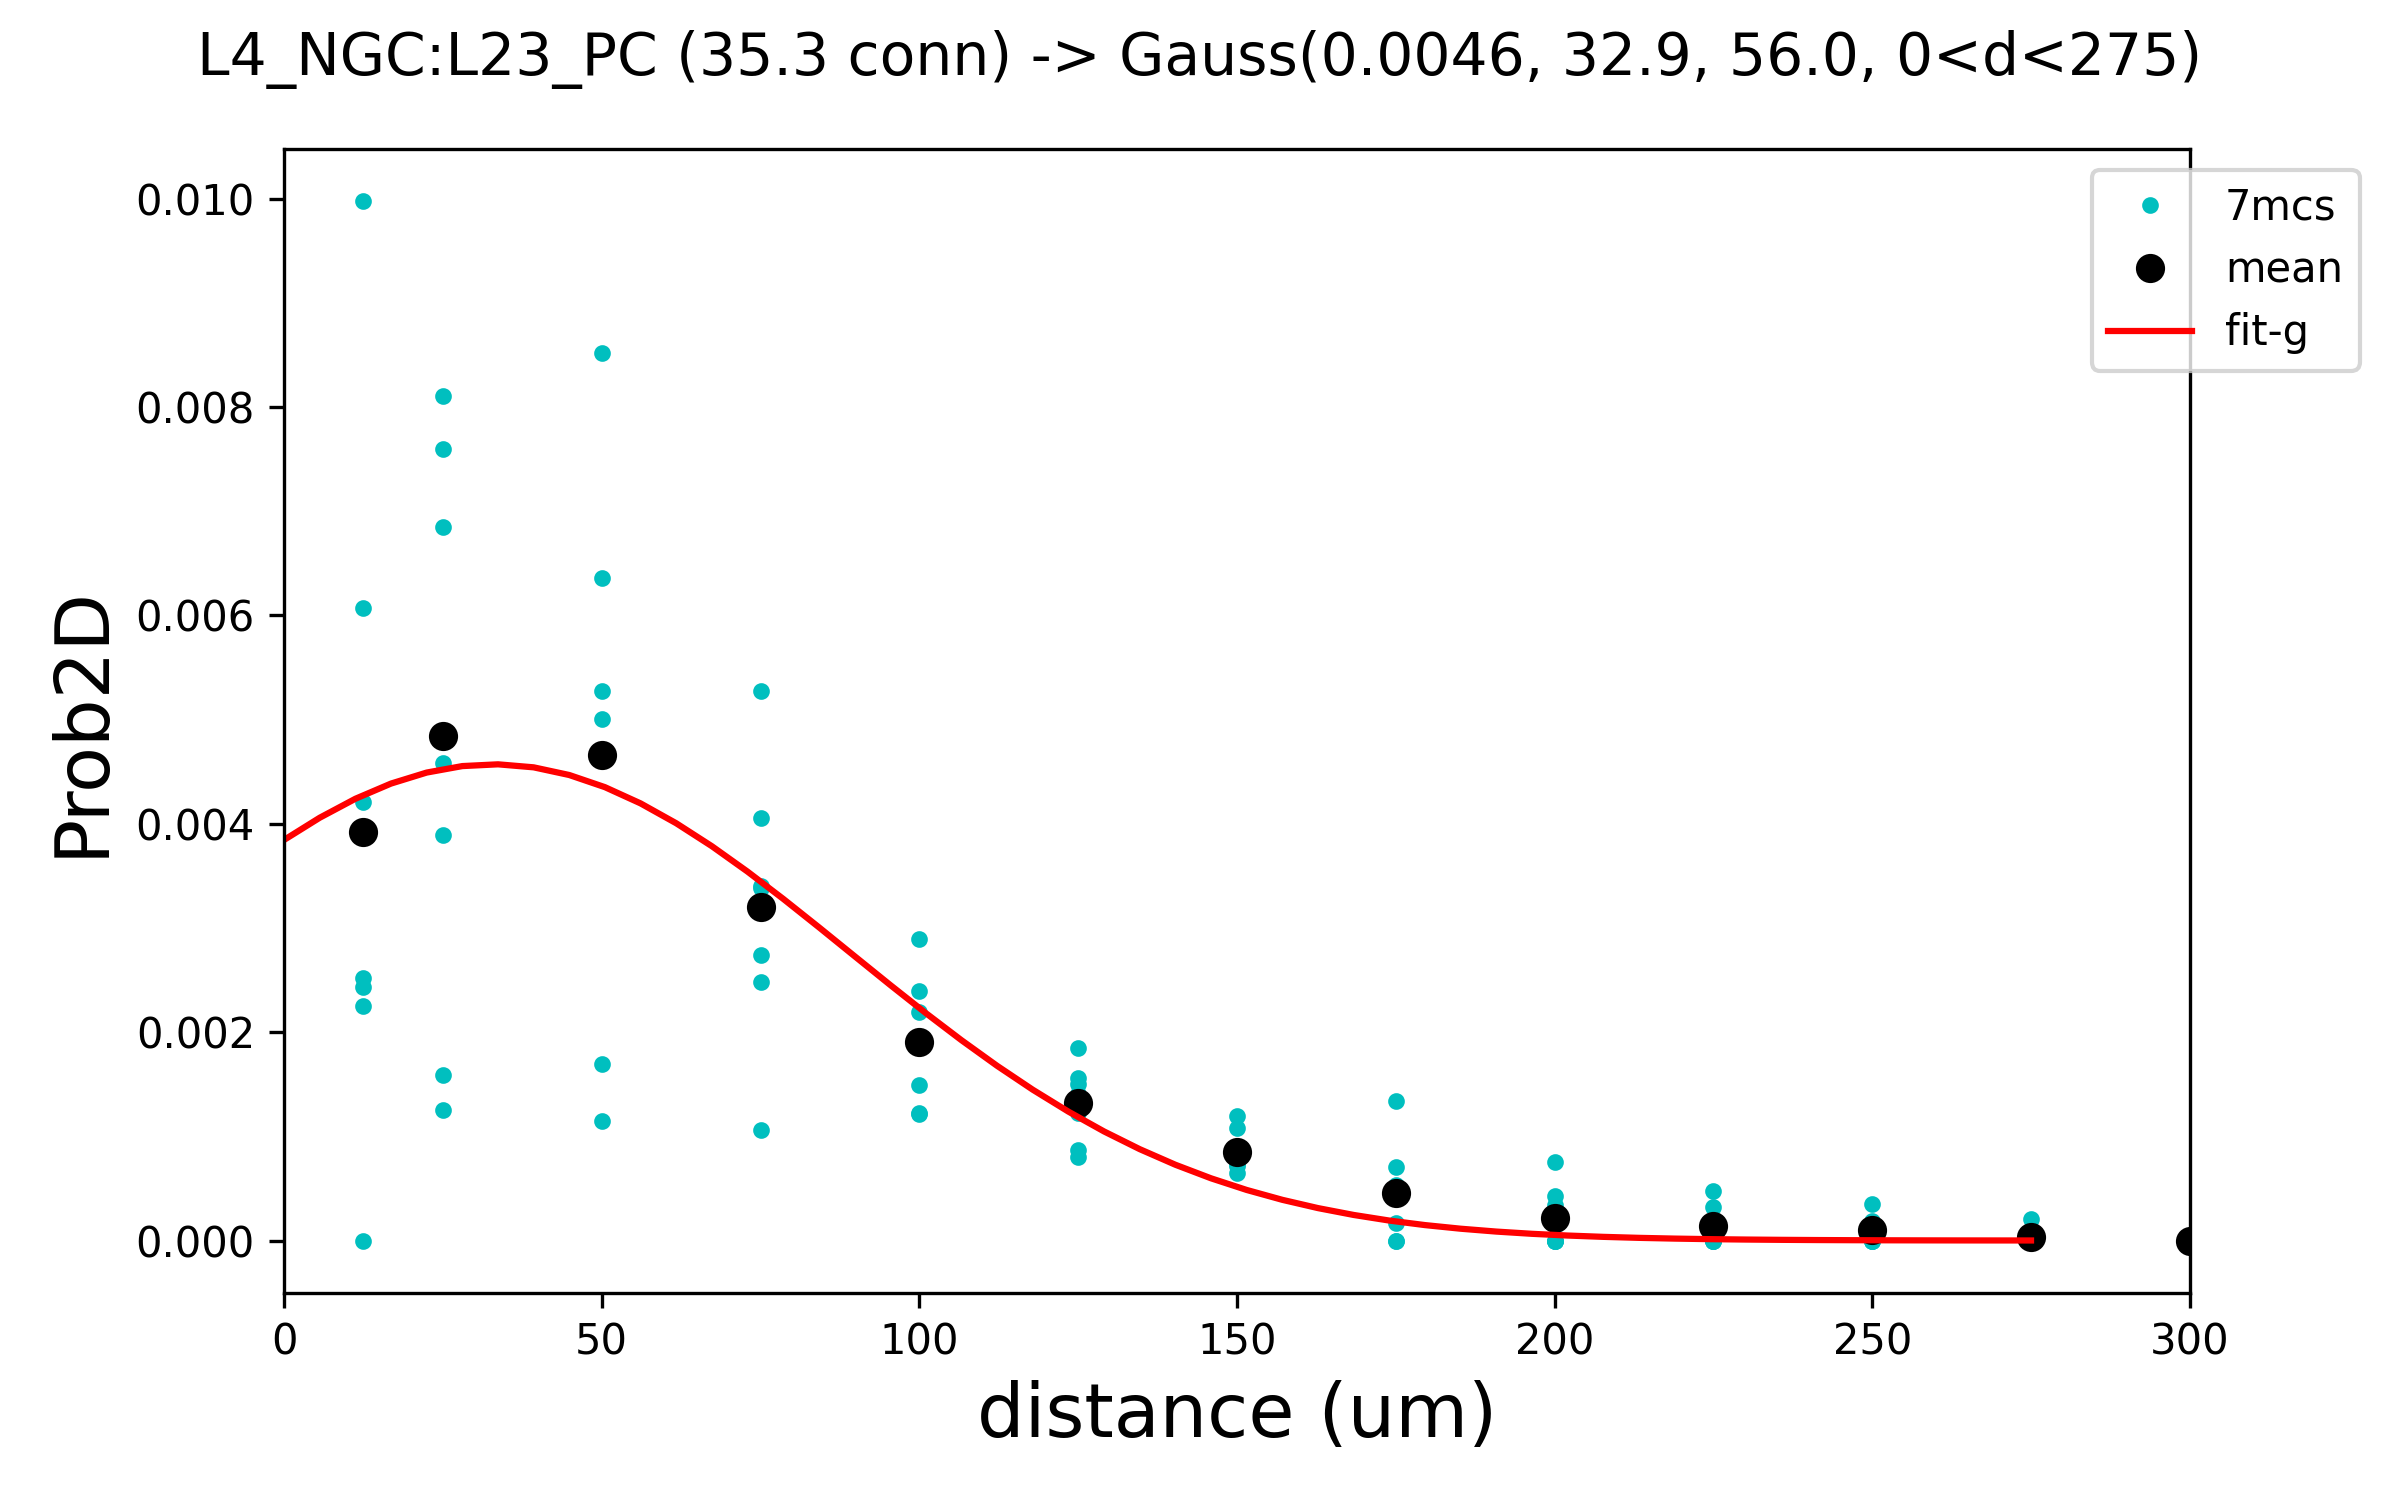 L4_NGC:L23_PC (35.3 conn) -> Gauss(0.0046, 32.9, 56.0, 0<d<275)
0.010
0.008
0.006
0.004
0.002
0.000
Prob2D
7mcs
mean
fit-g
0 50 100 150 200 250 300
distance (um)